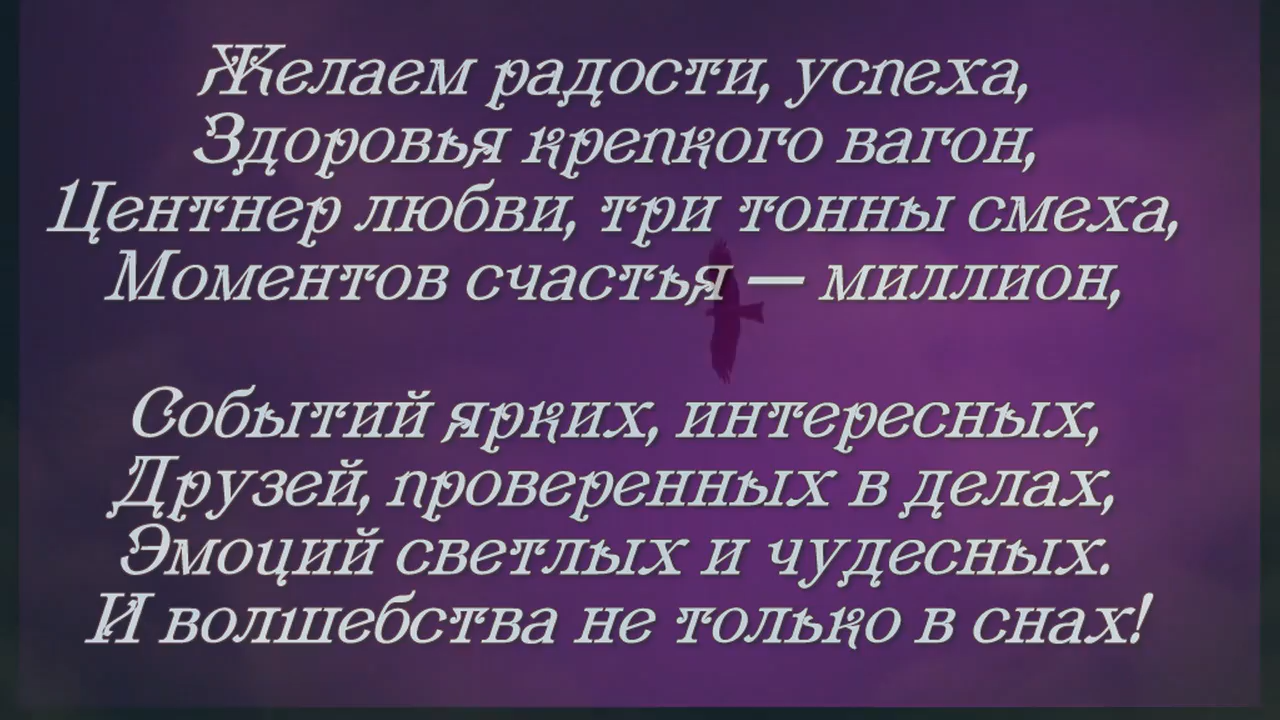 Желаем радости, успеха,
Здоровья крепкого вагон,
Центнер любви, три тонны смеха,
Моментов счастья — миллион,
Событий ярких, интересных,
Друзей, проверенных в делах,
Эмоций светлых и чудесных.
И волшебства не только в снах!